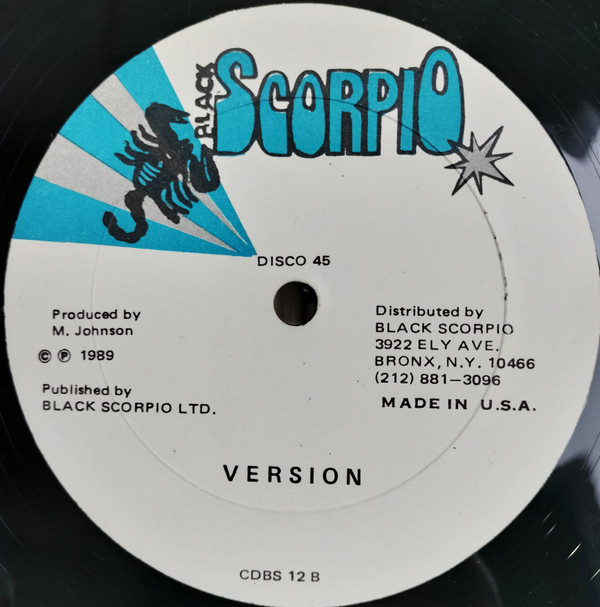 BLACK
SCORPIO
DISCO 45
Produced by
M. Johnson
© ℗ 1989
Published by
BLACK SCORPIO LTD.
Distributed by
BLACK SCORPIO
3922 ELY AVE.
BRONX, N.Y. 10466
(212) 881—3096
MADE IN U.S.A.
VERSION
CDBS 12 B